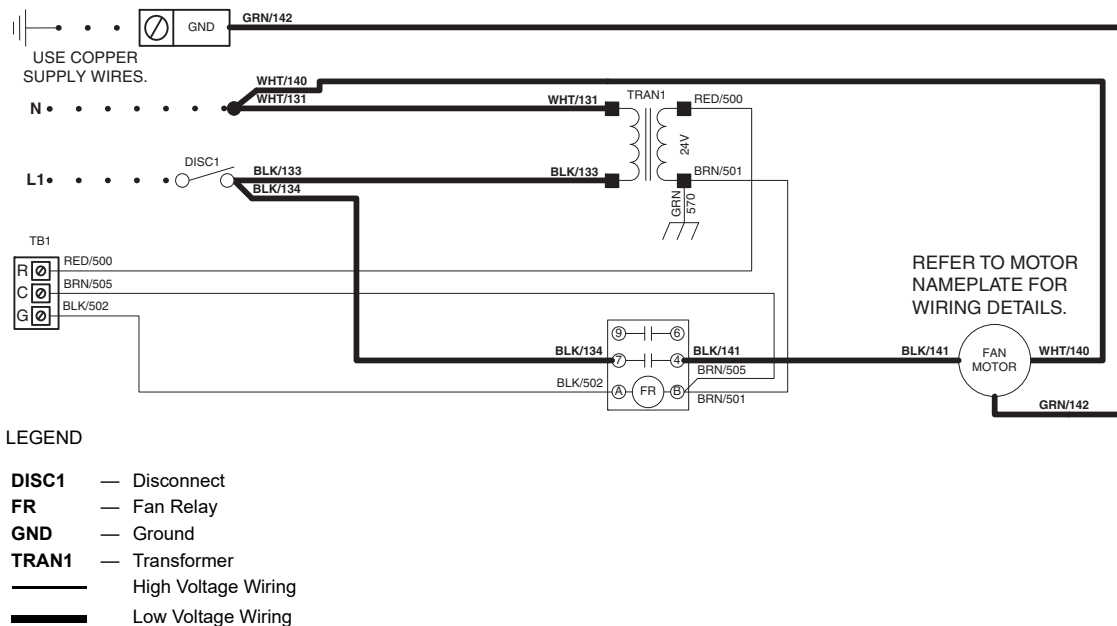 GRN/142
GND
USE COPPER
SUPPLY WIRES.
WHT/140
N
WHT/131
WHT/131
TRAN1
RED/500
24V
DISC1
L1
BLK/133
BLK/133
BRN/501
BLK/134
GRN
570
TB1
R
RED/500
C
BRN/505
G
BLK/502
REFER TO MOTOR
NAMEPLATE FOR
WIRING DETAILS.
9
6
BLK/134
7
4
BLK/141
BLK/141
FAN
MOTOR
WHT/140
BRN/505
BLK/502
A
FR
B
BRN/501
GRN/142
LEGEND
DISC1 — Disconnect
FR — Fan Relay
GND — Ground
TRAN1 — Transformer
High Voltage Wiring
Low Voltage Wiring